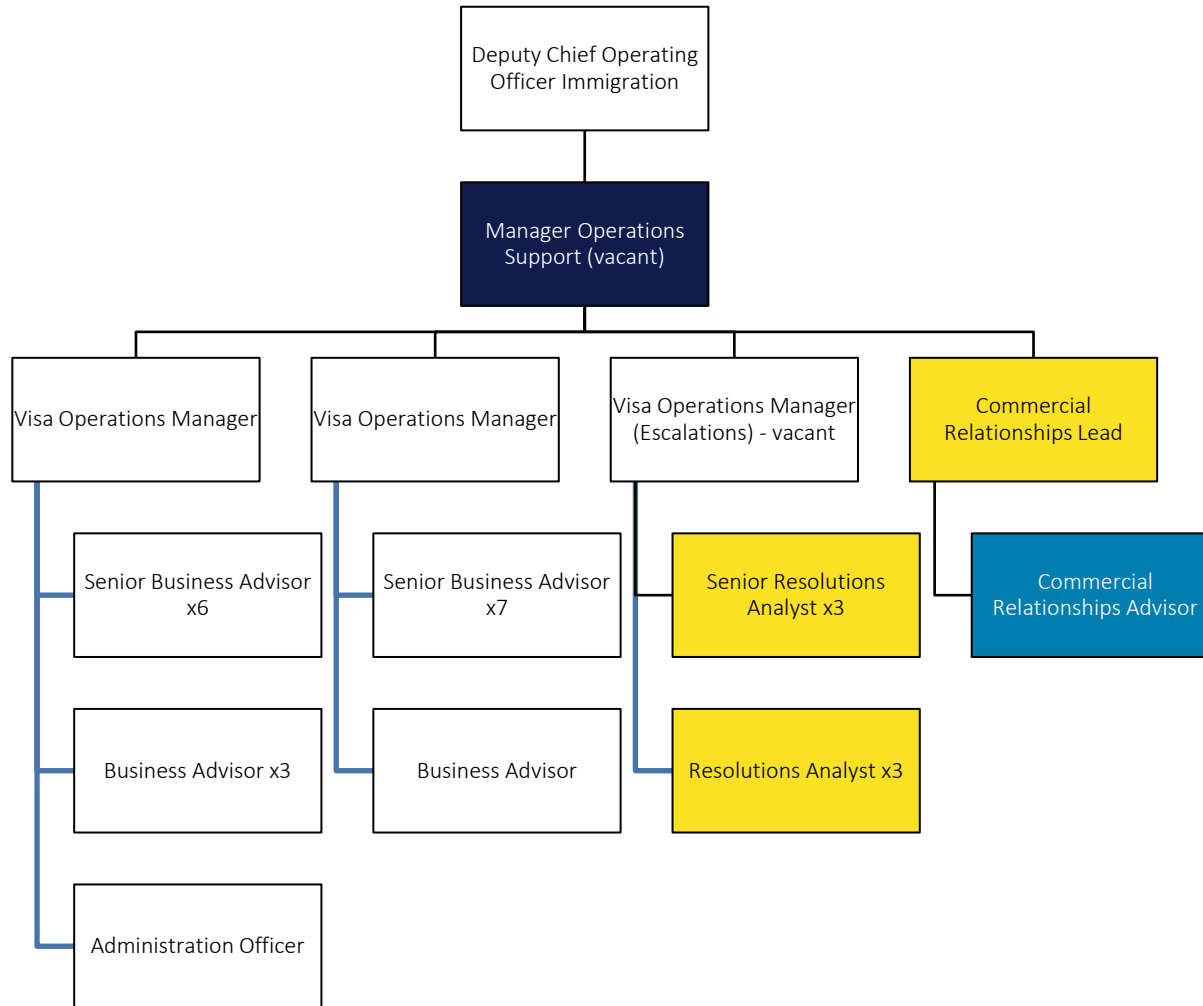 Deputy Chief Operating
Officer Immigration
Manager Operations
Support (vacant)
Visa Operations Manager
Visa Operations Manager
Visa Operations Manager
(Escalations) - vacant
Commercial
Relationships Lead
Senior Business Advisor
x6
Senior Business Advisor
x7
Senior Resolutions
Analyst x3
Commercial
Relationships Advisor
Business Advisor x3
Business Advisor
Resolutions Analyst x3
Administration Officer